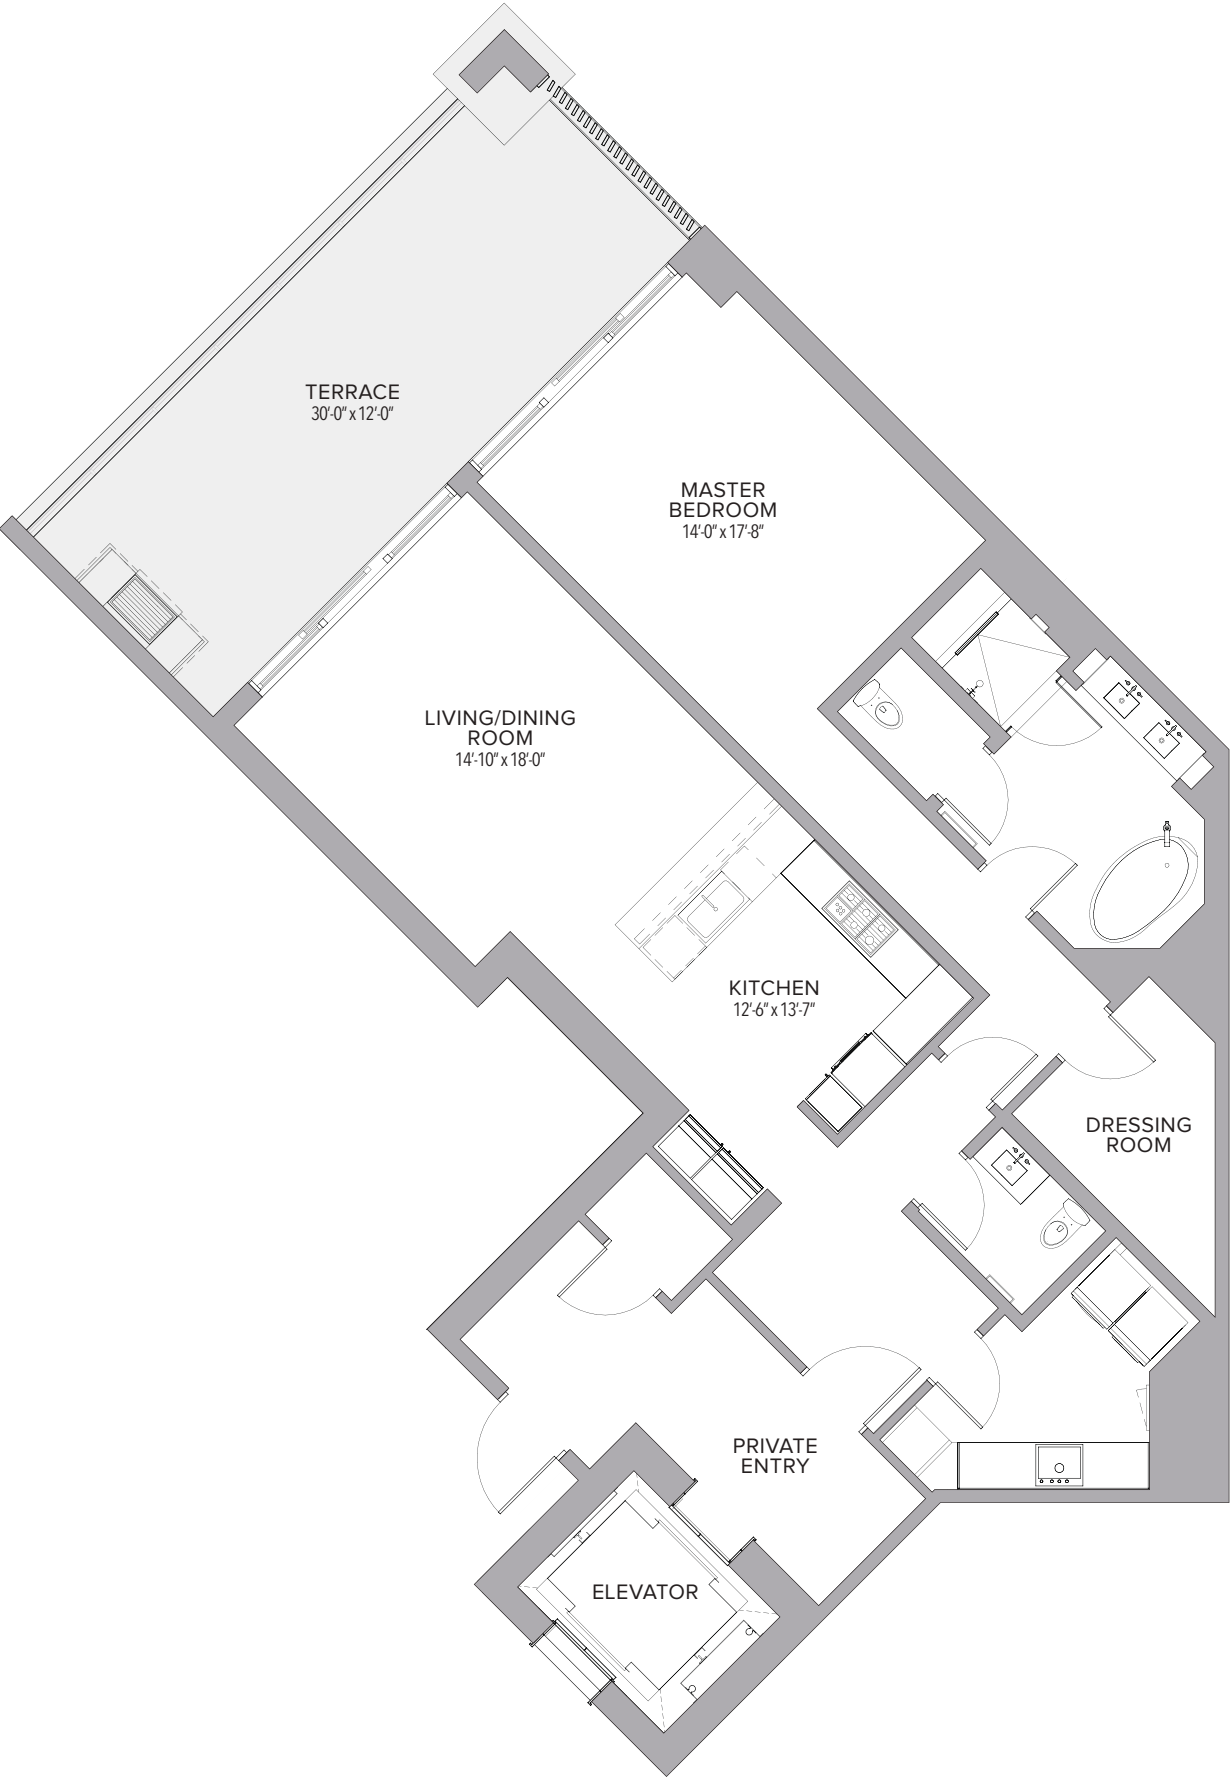 TERRACE
30'-0" x 12'-0"
MASTER
BEDROOM
14'-0" x 17'-8"
LIVING/DINING
ROOM
14'-10" x 18'-0"
KITCHEN
12'-6" x 13'-7"
DRESSING
ROOM
PRIVATE
ENTRY
ELEVATOR